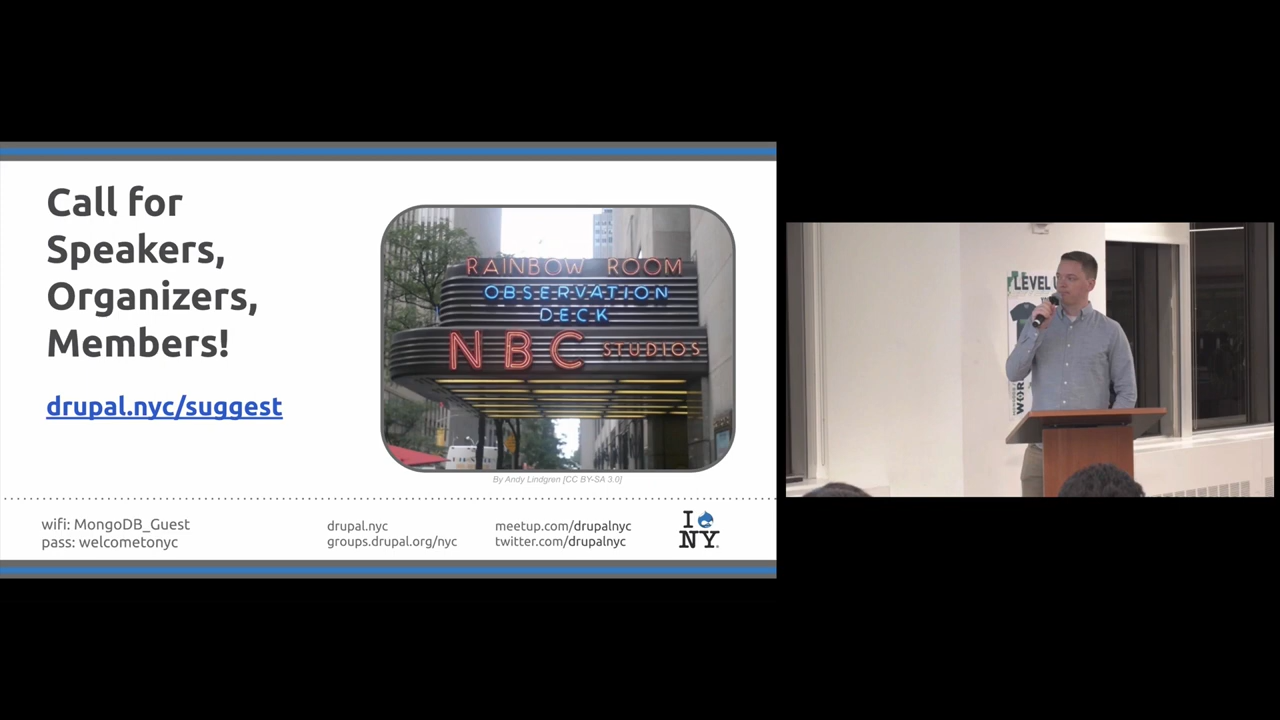 Call for
Speakers,
Organizers,
Members!
drupal.nyc/suggest
RAINBOW ROOM
OBSERVATION
DECK
NBC STUDIOS
By Andy Lindgren [CC BY-SA 3.0]
wifi: MongoDB_Guest
pass: welcometonyc
drupal.nyc
groups.drupal.org/nyc
meetup.com/drupalnyc
twitter.com/drupalnyc
I
NY
LEVEL